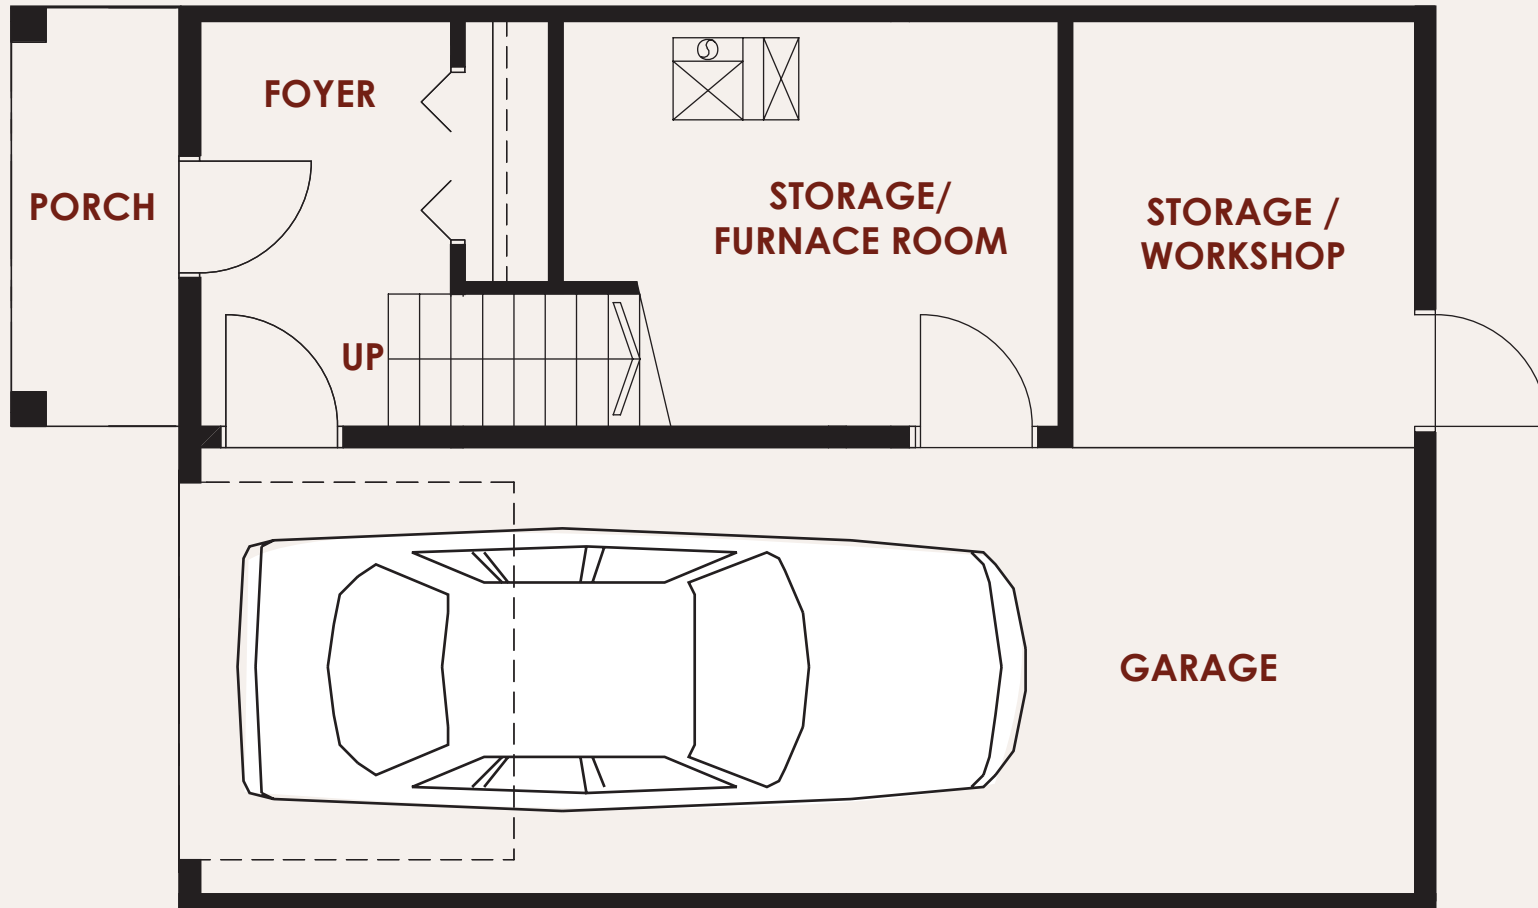 FOYER
PORCH
STORAGE/
FURNACE ROOM
STORAGE /
WORKSHOP
UP
GARAGE